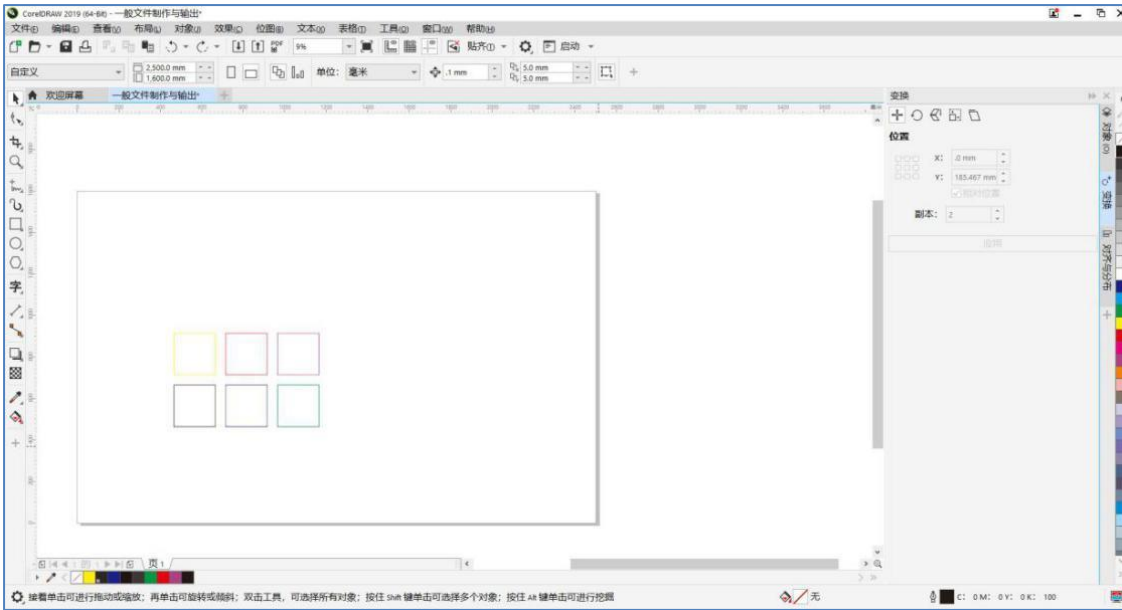 CorelDRAW 2019 (64-Bit) - 一般文件制作与输出*
文件(F) 编辑(E) 查看(V) 布局(L) 对象(J) 效果(C) 位图(B) 文本(X) 表格(T) 工具(O) 窗口(W) 帮助(H)
PDF 9% 贴齐(T) 启动
自定义 2,500.0 mm 1,600.0 mm 单位: 毫米 .1 mm 5.0 mm 5.0 mm
欢迎屏幕 一般文件制作与输出*
变换
位置
X: .0 mm
Y: 185.467 mm
相对位置
副本: 2
应用
对象(O)
变换
对齐与分布
字
页 1
接着单击可进行拖动或缩放；再单击可旋转或倾斜；双击工具，可选择所有对象；按住 Shift 键单击可选择多个对象；按住 Alt 键单击可进行挖掘
无
C: 0 M: 0 Y: 0 K: 100